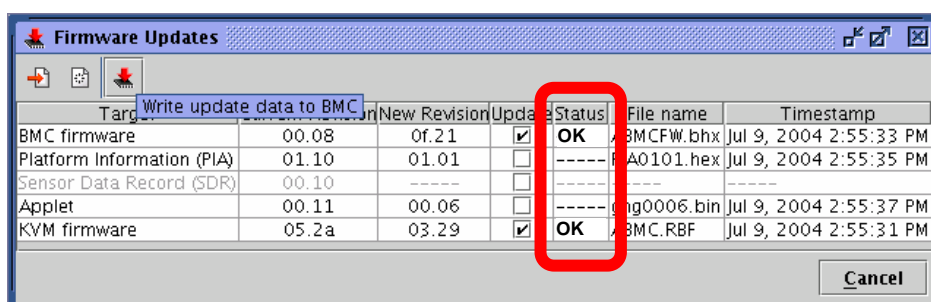 Firmware Updates
Write update data to BMC
New Revision Status File name Timestamp
BMC firmware 00.08 0f.21 OK Jul 9, 2004 2:55:33 PM
Platform Information (PIA) 01.10 01.01 ----- Jul 9, 2004 2:55:35 PM
Sensor Data Record (SDR) 00.10 ----- ----- ----- -----
Applet 00.11 00.06 ----- Jul 9, 2004 2:55:37 PM
KVM firmware 05.2a 03.29 OK Jul 9, 2004 2:55:31 PM
Cancel